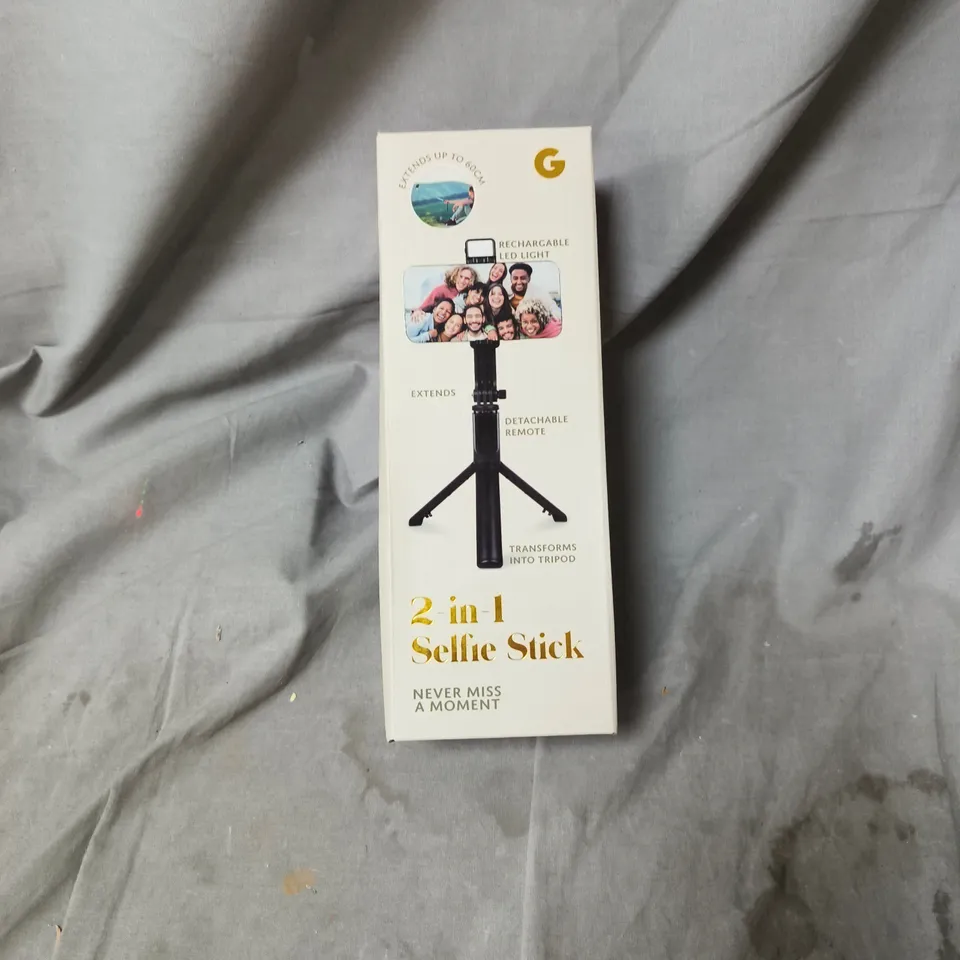 EXTENDS UP TO 60CM
G
RECHARGABLE
LED LIGHT
EXTENDS
DETACHABLE
REMOTE
TRANSFORMS
INTO TRIPOD
2-in-1
Selfie Stick
NEVER MISS
A MOMENT